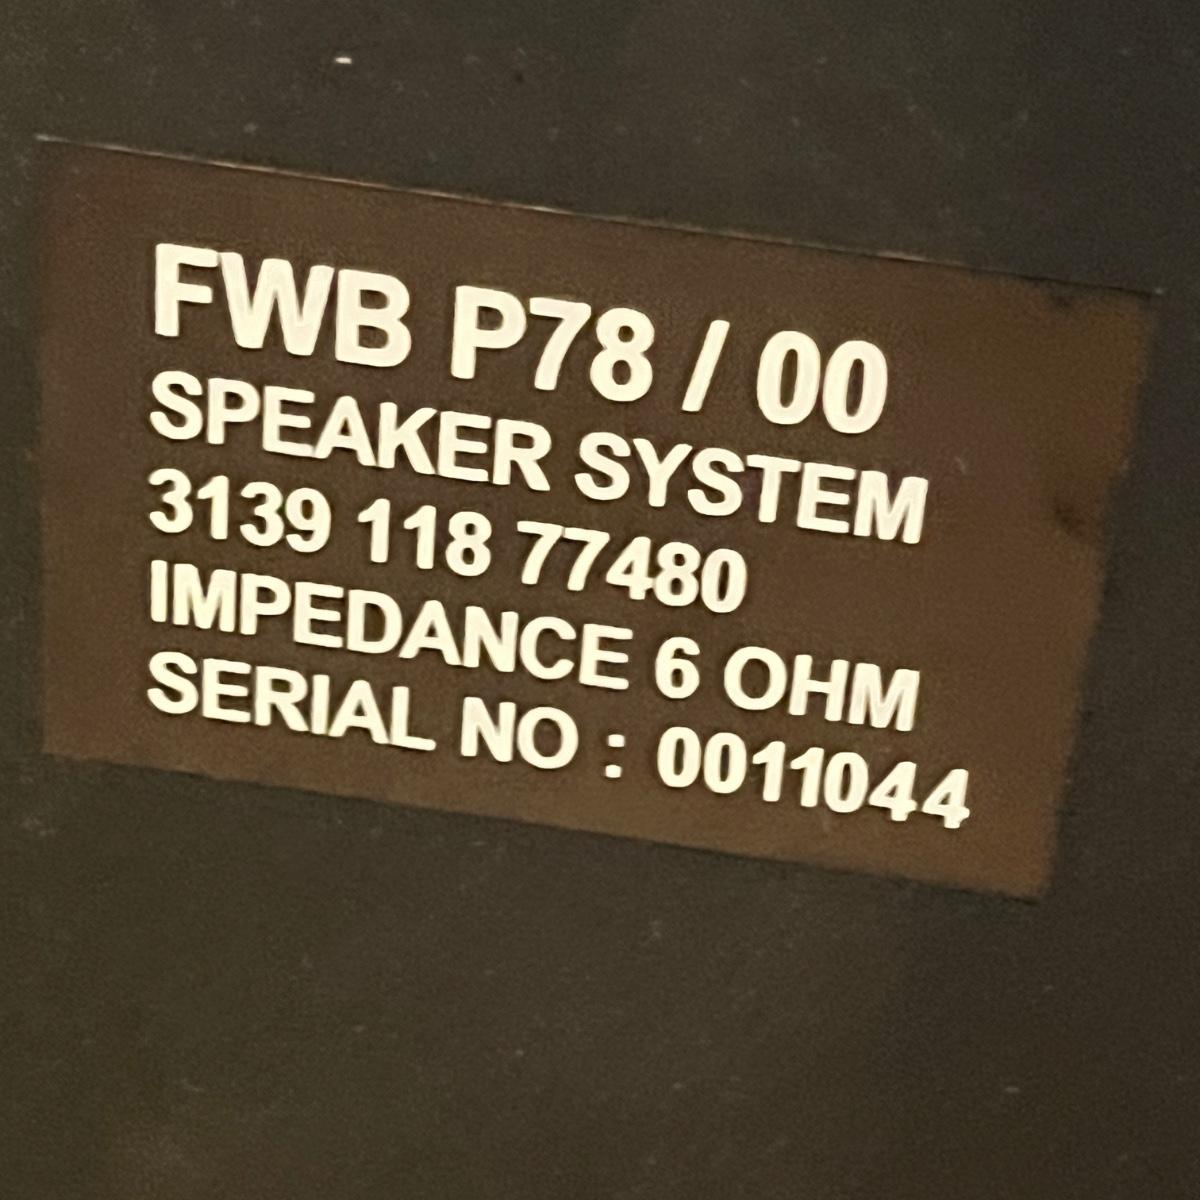 FWB P78 / 00
SPEAKER SYSTEM
3139 118 77480
IMPEDANCE 6 OHM
SERIAL NO : 0011044